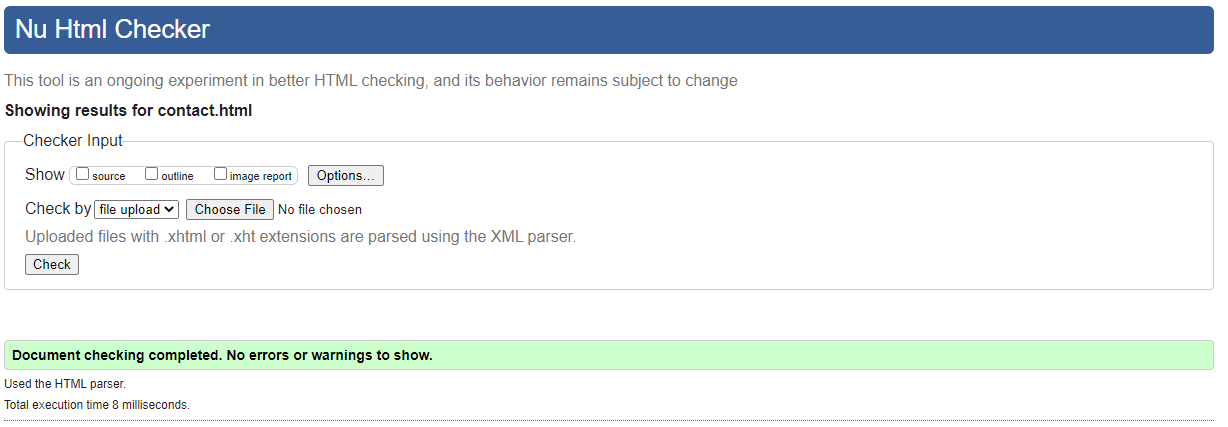 Nu Html Checker
This tool is an ongoing experiment in better HTML checking, and its behavior remains subject to change
Showing results for contact.html
Checker Input
Show source outline image report Options...
Check by file upload Choose File No file chosen
Uploaded files with .xhtml or .xht extensions are parsed using the XML parser.
Check
Document checking completed. No errors or warnings to show.
Used the HTML parser.
Total execution time 8 milliseconds.